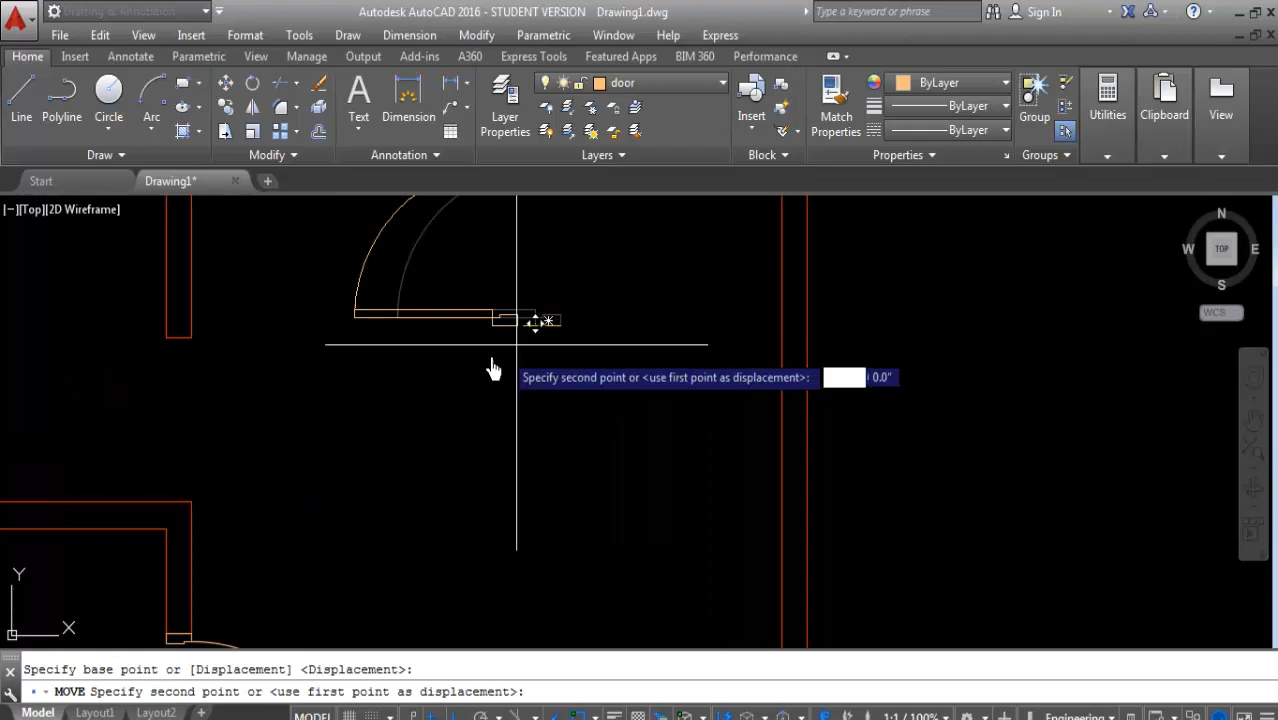 Drafting & Annotation
Autodesk AutoCAD 2016 - STUDENT VERSION Drawing1.dwg
Type a keyword or phrase
Sign In
File Edit View Insert Format Tools Draw Dimension Modify Parametric Window Help Express
Home Insert Annotate Parametric View Manage Output Add-ins A360 Express Tools Featured Apps BIM 360 Performance
door
ByLayer
ByLayer
ByLayer
Line Polyline Circle Arc Text Dimension Layer Properties Insert Match Properties Group Utilities Clipboard View
Draw Modify Annotation Layers Block Properties Groups
Start Drawing1*
[−][Top][2D Wireframe]
N
W TOP E
S
WCS
Specify second point or <use first point as displacement>: 0.0"
Y
X
Specify base point or [Displacement] <Displacement>:
MOVE Specify second point or <use first point as displacement>:
Model Layout1 Layout2 +
MODEL 1:1 / 100% Engineering